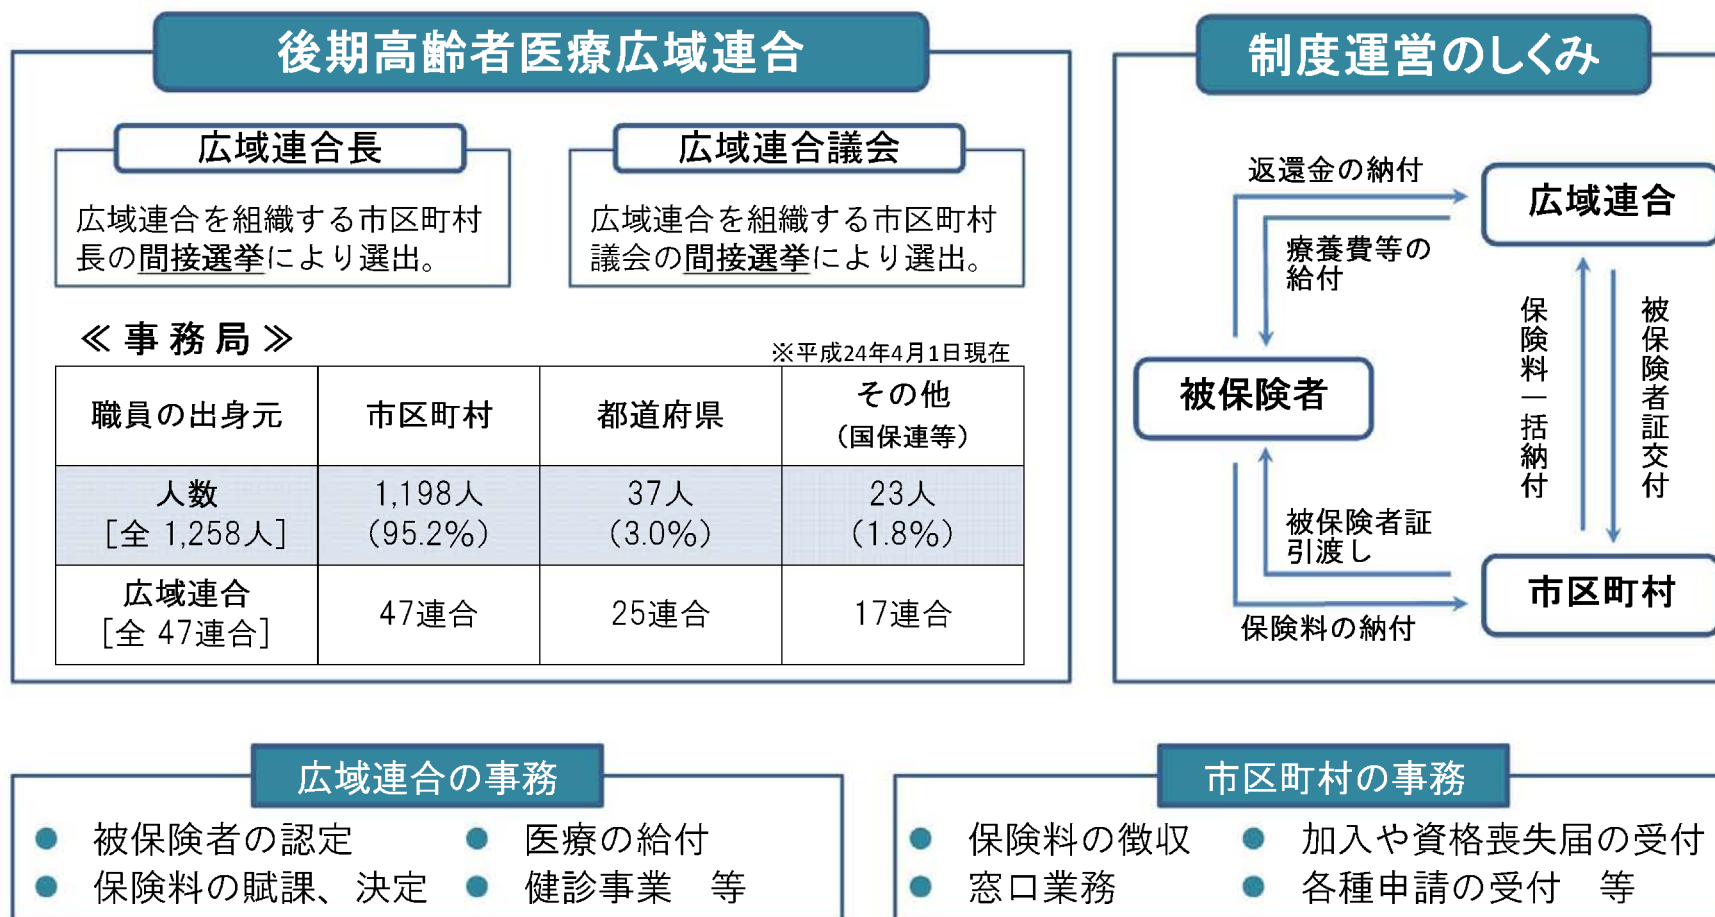 後期高齢者医療広域連合
広域連合長
広域連合を組織する市区町村
長の間接選挙により選出。
広域連合議会
広域連合を組織する市区町村
議会の間接選挙により選出。
≪ 事 務 局 ≫
※平成24年4月1日現在
職員の出身元 市区町村 都道府県 その他
(国保連等)
人数 1,198人 37人 23人
[全 1,258人] (95.2%) (3.0%) (1.8%)
広域連合 47連合 25連合 17連合
[全 47連合]
制度運営のしくみ
返還金の納付
広域連合
療養費等の
給付
保険料一括納付
被保険者証交付
被保険者
被保険者証
引渡し
市区町村
保険料の納付
広域連合の事務
● 被保険者の認定 ● 医療の給付
● 保険料の賦課、決定 ● 健診事業 等
市区町村の事務
● 保険料の徴収 ● 加入や資格喪失届の受付
● 窓口業務 ● 各種申請の受付 等